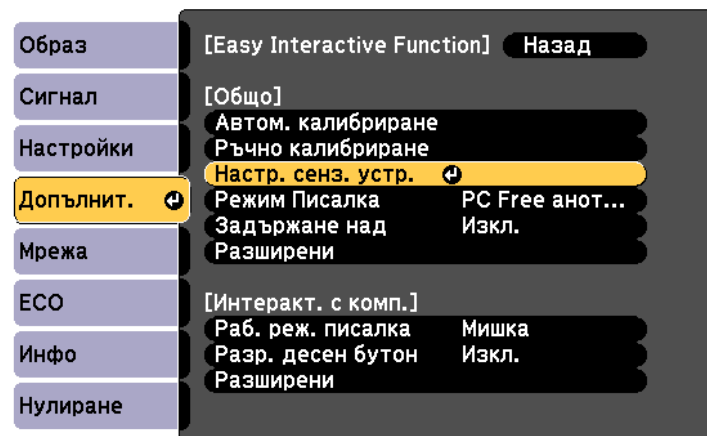 Образ
Сигнал
Настройки
Допълнит.
Мрежа
ECO
Инфо
Нулиране
[Easy Interactive Function] Назад
[Общо]
Автом. калибриране
Ръчно калибриране
Настр. сенз. устр.
Режим Писалка PC Free анот...
Задържане над Изкл.
Разширени
[Интеракт. с комп.]
Раб. реж. писалка Мишка
Разр. десен бутон Изкл.
Разширени